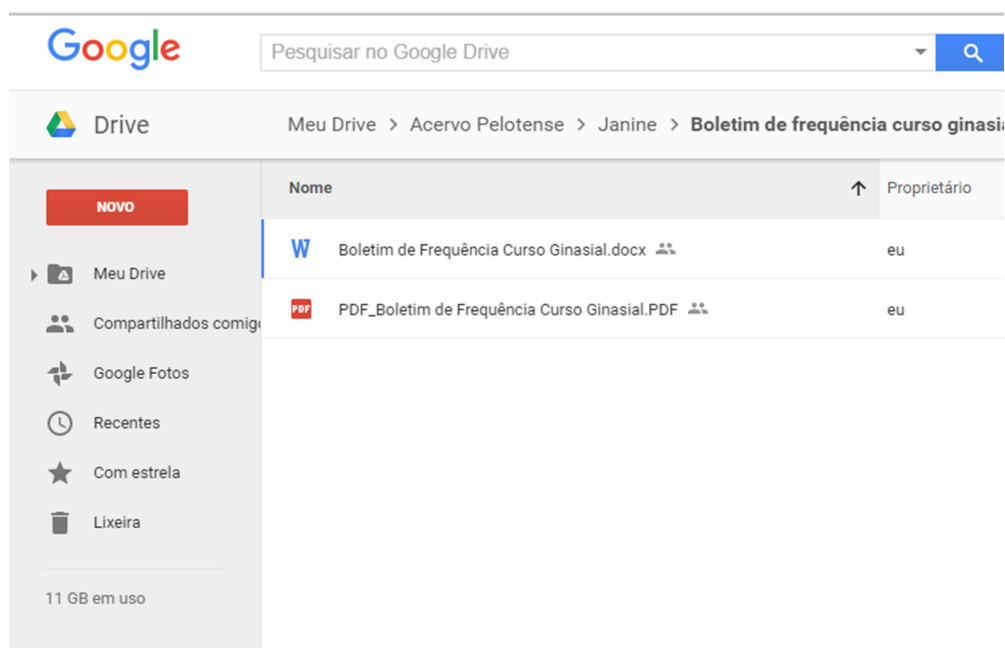 Google
Pesquisar no Google Drive
Drive
Meu Drive > Acervo Pelotense > Janine > Boletim de frequência curso
NOVO
Nome
Proprietário
W Boletim de Frequência Curso Ginasial.docx
eu
PDF PDF_Boletim de Frequência Curso Ginasial.PDF
eu
Meu Drive
Compartilhados
Google Fotos
Recentes
Com estrela
Lixeira
11 GB em uso